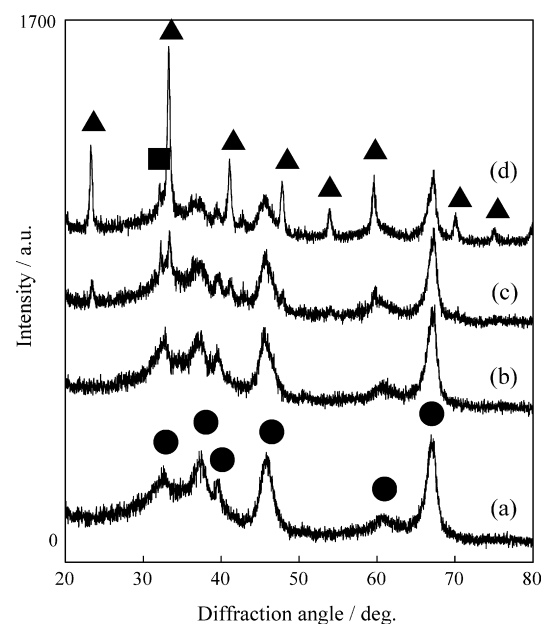 1700
(d)
(c)
(b)
(a)
0
Intensity / a.u.
20 30 40 50 60 70 80
Diffraction angle / deg.